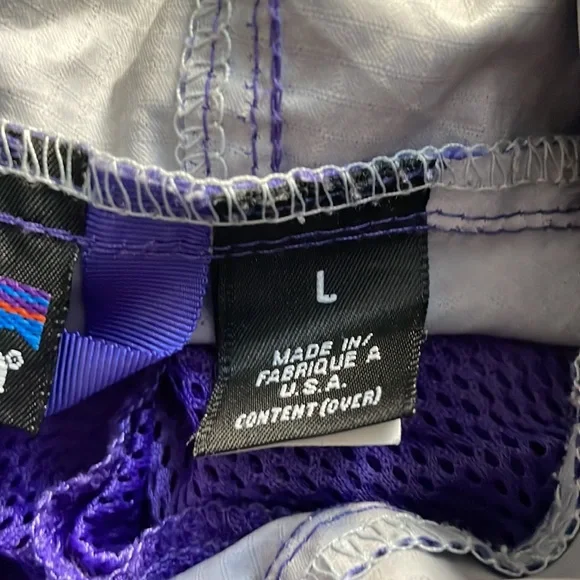 L
MADE IN/
FABRIQUE A
U.S.A.
CONTENT (OVER)